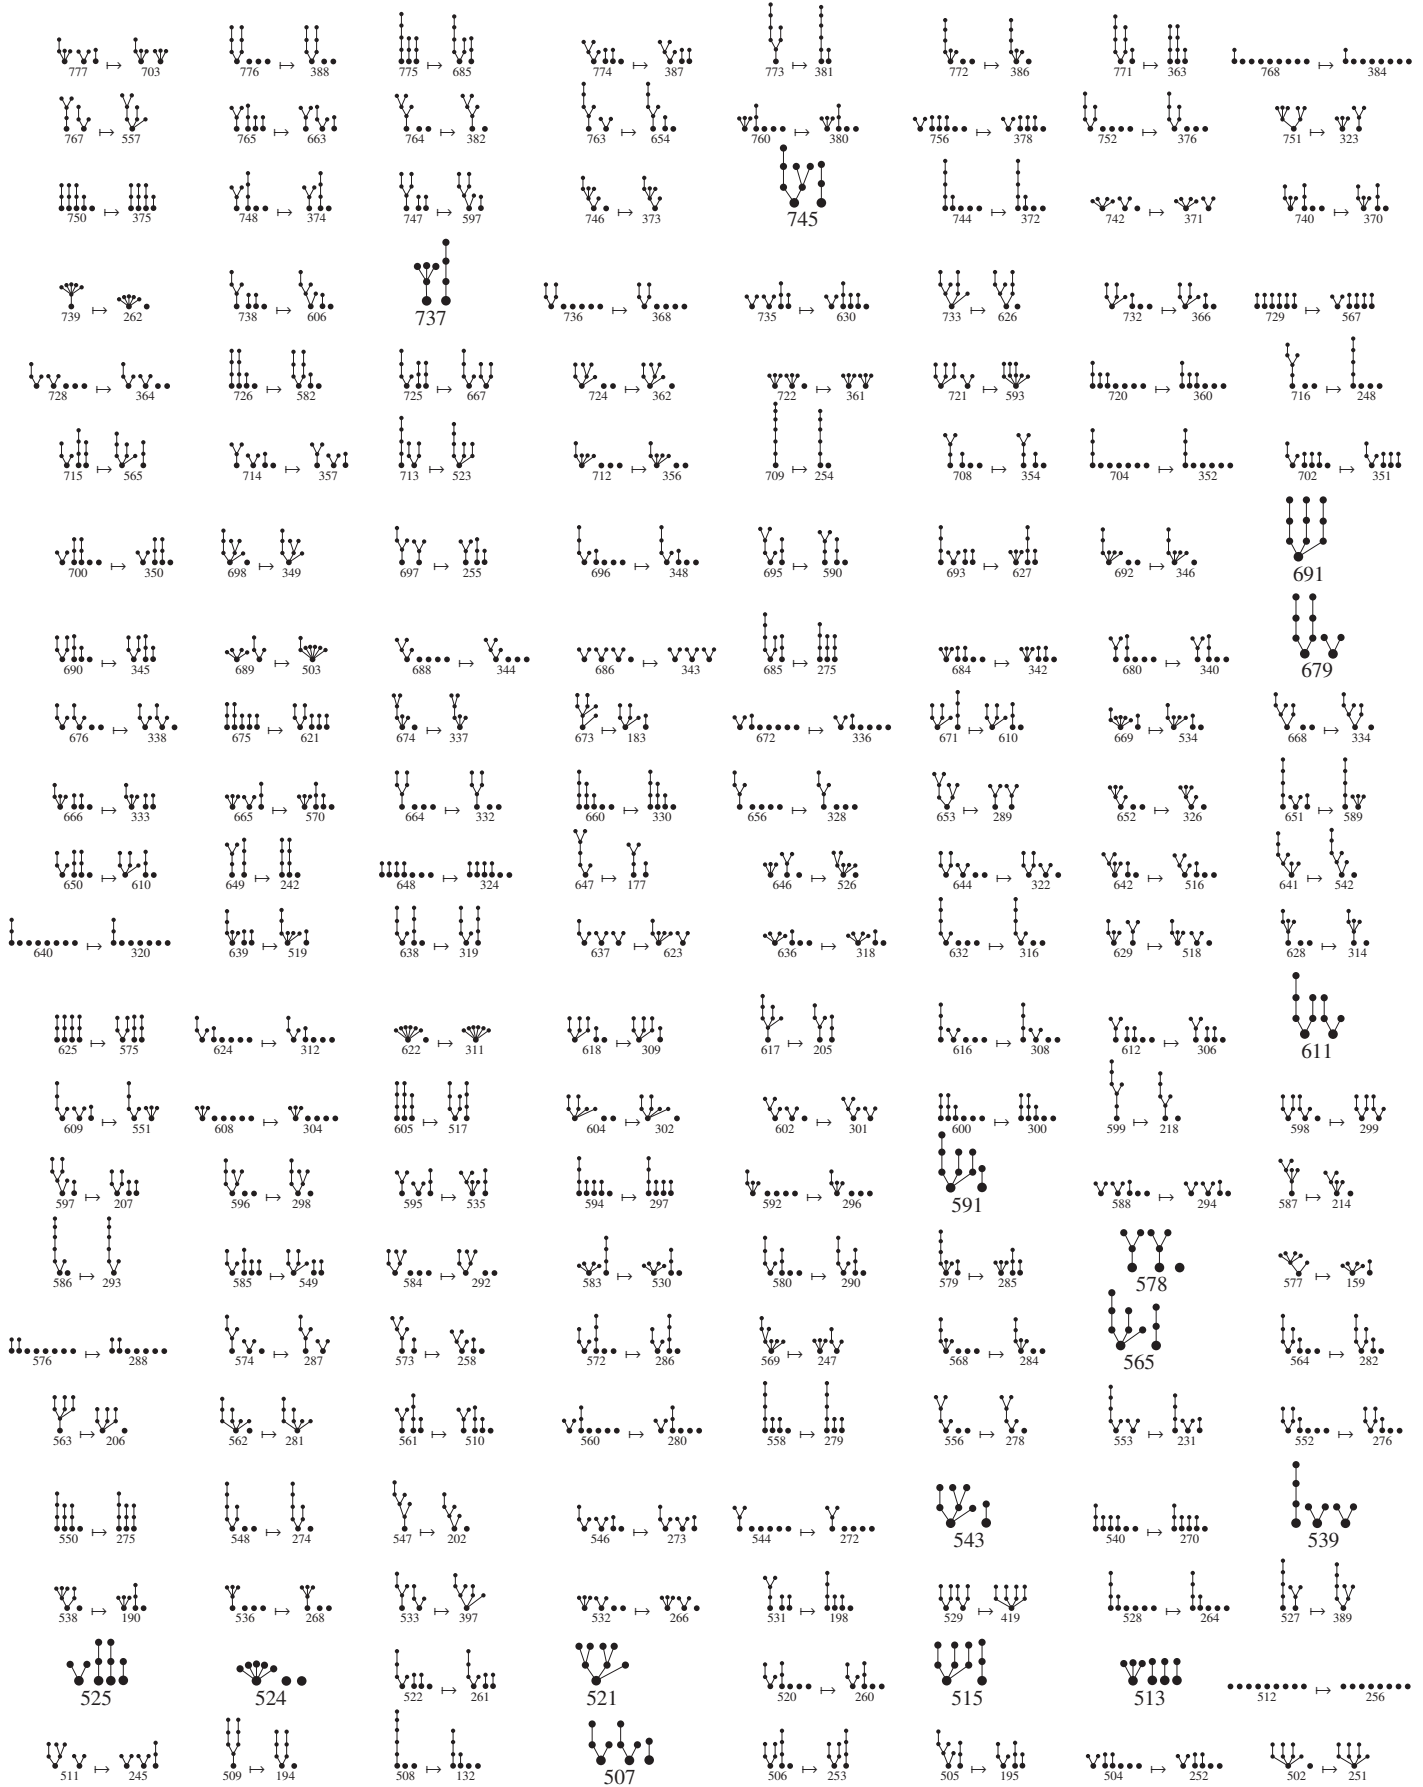 777 ↦ 703 776 ↦ 388 775 ↦ 685 774 ↦ 387 773 ↦ 381 772 ↦ 386 771 ↦ 363 768 ↦ 384
767 ↦ 557 765 ↦ 663 764 ↦ 382 763 ↦ 654 760 ↦ 380 756 ↦ 378 752 ↦ 376 751 ↦ 323
750 ↦ 375 748 ↦ 374 747 ↦ 597 746 ↦ 373 745 744 ↦ 372 742 ↦ 371 740 ↦ 370
739 ↦ 262 738 ↦ 606 737 736 ↦ 368 735 ↦ 630 733 ↦ 626 732 ↦ 366 729 ↦ 567
728 ↦ 364 726 ↦ 582 725 ↦ 667 724 ↦ 362 722 ↦ 361 721 ↦ 593 720 ↦ 360 716 ↦ 248
715 ↦ 565 714 ↦ 357 713 ↦ 523 712 ↦ 356 709 ↦ 254 708 ↦ 354 704 ↦ 352 702 ↦ 351
700 ↦ 350 698 ↦ 349 697 ↦ 255 696 ↦ 348 695 ↦ 590 693 ↦ 627 692 ↦ 346 691
690 ↦ 345 689 ↦ 503 688 ↦ 344 686 ↦ 343 685 ↦ 275 684 ↦ 342 680 ↦ 340 679
676 ↦ 338 675 ↦ 621 674 ↦ 337 673 ↦ 183 672 ↦ 336 671 ↦ 610 669 ↦ 534 668 ↦ 334
666 ↦ 333 665 ↦ 570 664 ↦ 332 660 ↦ 330 656 ↦ 328 653 ↦ 289 652 ↦ 326 651 ↦ 589
650 ↦ 610 649 ↦ 242 648 ↦ 324 647 ↦ 177 646 ↦ 526 644 ↦ 322 642 ↦ 516 641 ↦ 542
640 ↦ 320 639 ↦ 519 638 ↦ 319 637 ↦ 623 636 ↦ 318 632 ↦ 316 629 ↦ 518 628 ↦ 314
625 ↦ 575 624 ↦ 312 622 ↦ 311 618 ↦ 309 617 ↦ 205 616 ↦ 308 612 ↦ 306 611
609 ↦ 551 608 ↦ 304 605 ↦ 517 604 ↦ 302 602 ↦ 301 600 ↦ 300 599 ↦ 218 598 ↦ 299
597 ↦ 207 596 ↦ 298 595 ↦ 535 594 ↦ 297 592 ↦ 296 591 588 ↦ 294 587 ↦ 214
586 ↦ 293 585 ↦ 549 584 ↦ 292 583 ↦ 530 580 ↦ 290 579 ↦ 285 578 577 ↦ 159
576 ↦ 288 574 ↦ 287 573 ↦ 258 572 ↦ 286 569 ↦ 247 568 ↦ 284 565 564 ↦ 282
563 ↦ 206 562 ↦ 281 561 ↦ 510 560 ↦ 280 558 ↦ 279 556 ↦ 278 553 ↦ 231 552 ↦ 276
550 ↦ 275 548 ↦ 274 547 ↦ 202 546 ↦ 273 544 ↦ 272 543 540 ↦ 270 539
538 ↦ 190 536 ↦ 268 533 ↦ 397 532 ↦ 266 531 ↦ 198 529 ↦ 419 528 ↦ 264 527 ↦ 389
525 524 522 ↦ 261 521 520 ↦ 260 515 513 512 ↦ 256
511 ↦ 245 509 ↦ 194 508 ↦ 132 507 506 ↦ 253 505 ↦ 195 504 ↦ 252 502 ↦ 251